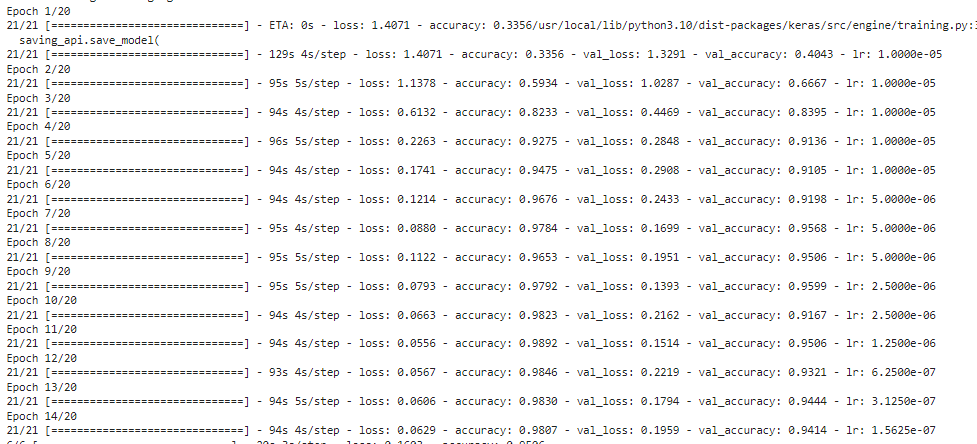 Epoch 1/20
21/21 [==============================] - ETA: 0s - loss: 1.4071 - accuracy: 0.3356/usr/local/lib/python3.10/dist-packages/keras/src/engine/training.py:
saving_api.save_model(
21/21 [==============================] - 129s 4s/step - loss: 1.4071 - accuracy: 0.3356 - val_loss: 1.3291 - val_accuracy: 0.4043 - lr: 1.0000e-05
Epoch 2/20
21/21 [==============================] - 95s 5s/step - loss: 1.1378 - accuracy: 0.5934 - val_loss: 1.0287 - val_accuracy: 0.6667 - lr: 1.0000e-05
Epoch 3/20
21/21 [==============================] - 94s 4s/step - loss: 0.6132 - accuracy: 0.8233 - val_loss: 0.4469 - val_accuracy: 0.8395 - lr: 1.0000e-05
Epoch 4/20
21/21 [==============================] - 96s 5s/step - loss: 0.2263 - accuracy: 0.9275 - val_loss: 0.2848 - val_accuracy: 0.9136 - lr: 1.0000e-05
Epoch 5/20
21/21 [==============================] - 94s 4s/step - loss: 0.1741 - accuracy: 0.9475 - val_loss: 0.2908 - val_accuracy: 0.9105 - lr: 1.0000e-05
Epoch 6/20
21/21 [==============================] - 94s 4s/step - loss: 0.1214 - accuracy: 0.9676 - val_loss: 0.2433 - val_accuracy: 0.9198 - lr: 5.0000e-06
Epoch 7/20
21/21 [==============================] - 95s 4s/step - loss: 0.0880 - accuracy: 0.9784 - val_loss: 0.1699 - val_accuracy: 0.9568 - lr: 5.0000e-06
Epoch 8/20
21/21 [==============================] - 95s 5s/step - loss: 0.1122 - accuracy: 0.9653 - val_loss: 0.1951 - val_accuracy: 0.9506 - lr: 5.0000e-06
Epoch 9/20
21/21 [==============================] - 95s 5s/step - loss: 0.0793 - accuracy: 0.9792 - val_loss: 0.1393 - val_accuracy: 0.9599 - lr: 2.5000e-06
Epoch 10/20
21/21 [==============================] - 94s 4s/step - loss: 0.0663 - accuracy: 0.9823 - val_loss: 0.2162 - val_accuracy: 0.9167 - lr: 2.5000e-06
Epoch 11/20
21/21 [==============================] - 94s 4s/step - loss: 0.0556 - accuracy: 0.9892 - val_loss: 0.1514 - val_accuracy: 0.9506 - lr: 1.2500e-06
Epoch 12/20
21/21 [==============================] - 93s 4s/step - loss: 0.0567 - accuracy: 0.9846 - val_loss: 0.2219 - val_accuracy: 0.9321 - lr: 6.2500e-07
Epoch 13/20
21/21 [==============================] - 94s 5s/step - loss: 0.0606 - accuracy: 0.9830 - val_loss: 0.1794 - val_accuracy: 0.9444 - lr: 3.1250e-07
Epoch 14/20
21/21 [==============================] - 94s 4s/step - loss: 0.0629 - accuracy: 0.9807 - val_loss: 0.1959 - val_accuracy: 0.9414 - lr: 1.5625e-07